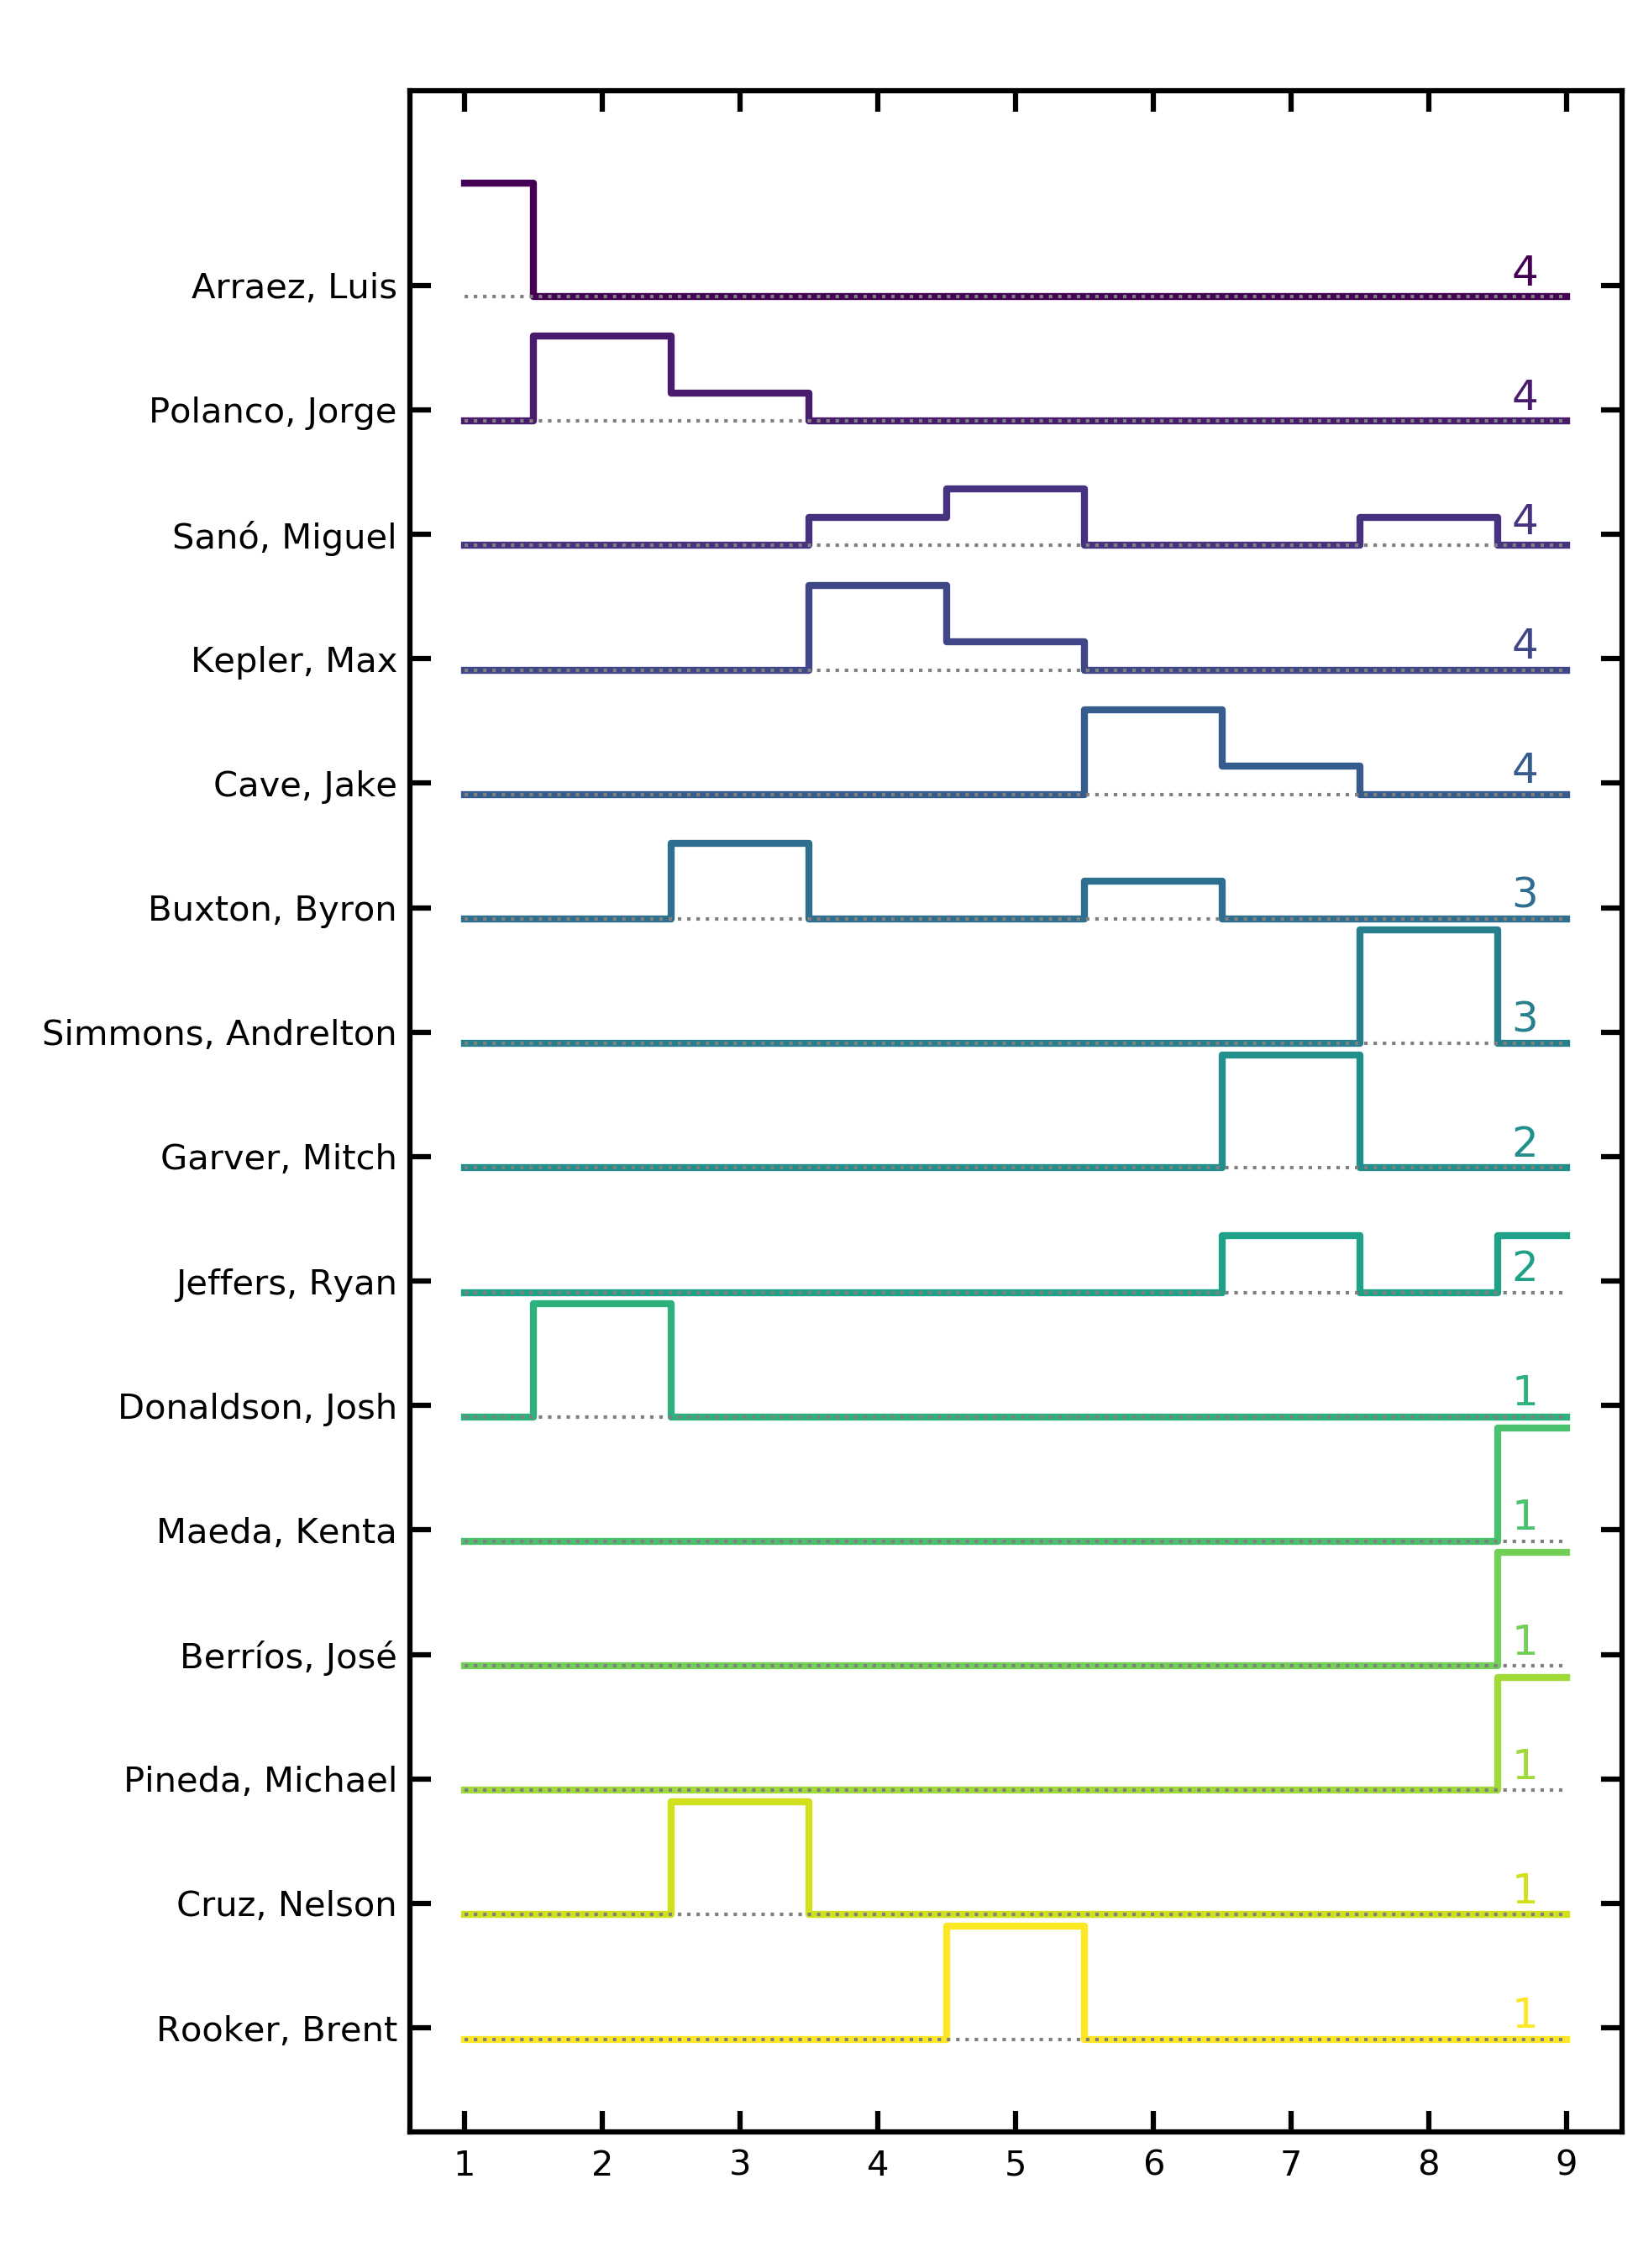 Arraez, Luis 4
Polanco, Jorge 4
Sanó, Miguel 4
Kepler, Max 4
Cave, Jake 4
Buxton, Byron 3
Simmons, Andrelton 3
Garver, Mitch 2
Jeffers, Ryan 2
Donaldson, Josh 1
Maeda, Kenta 1
Berríos, José 1
Pineda, Michael 1
Cruz, Nelson 1
Rooker, Brent 1
1 2 3 4 5 6 7 8 9